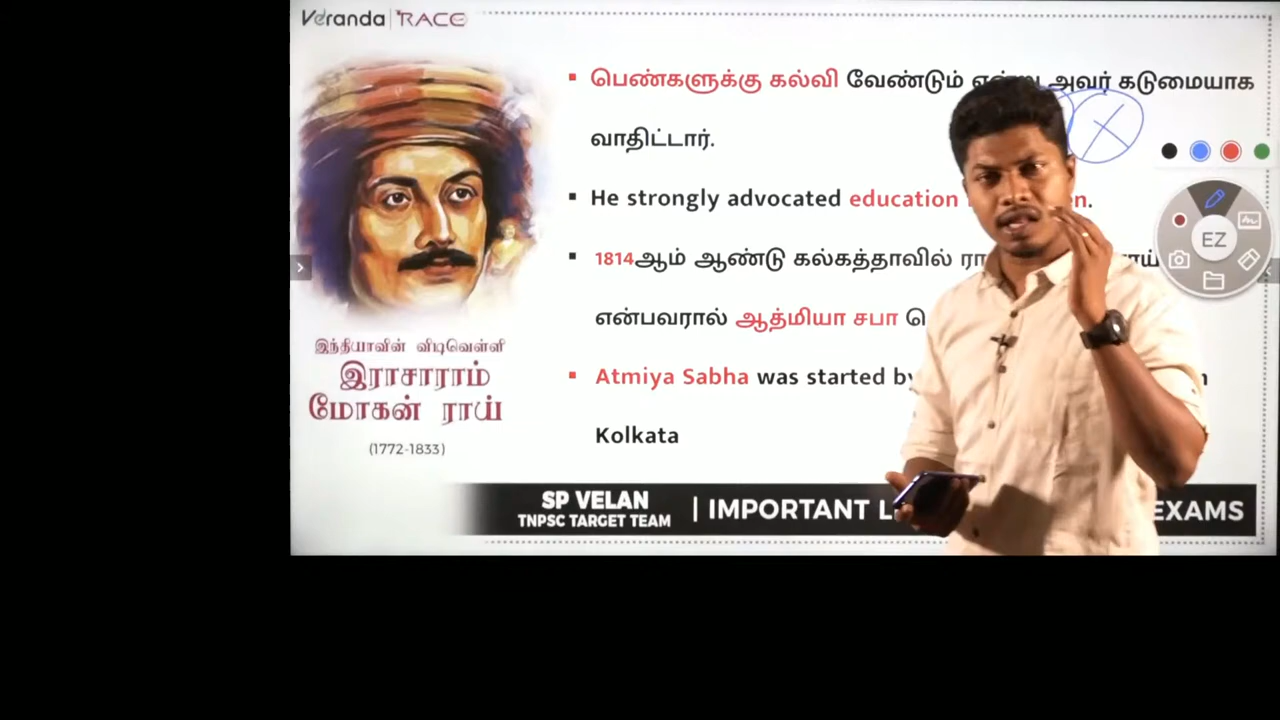 Veranda RACE
பெண்களுக்கு கல்வி வேண்டும் என்று அவர் கடுமையாக
வாதிட்டார்.
He strongly advocated education
1814ஆம் ஆண்டு கல்கத்தாவில்
என்பவரால் ஆத்மியா சபா
Atmiya Sabha was started by
Kolkata
இந்தியாவின் விடிவெள்ளி
இராசாராம்
மோகன் ராய்
(1772-1833)
SP VELAN
TNPSC TARGET TEAM
IMPORTANT EXAMS
EZ